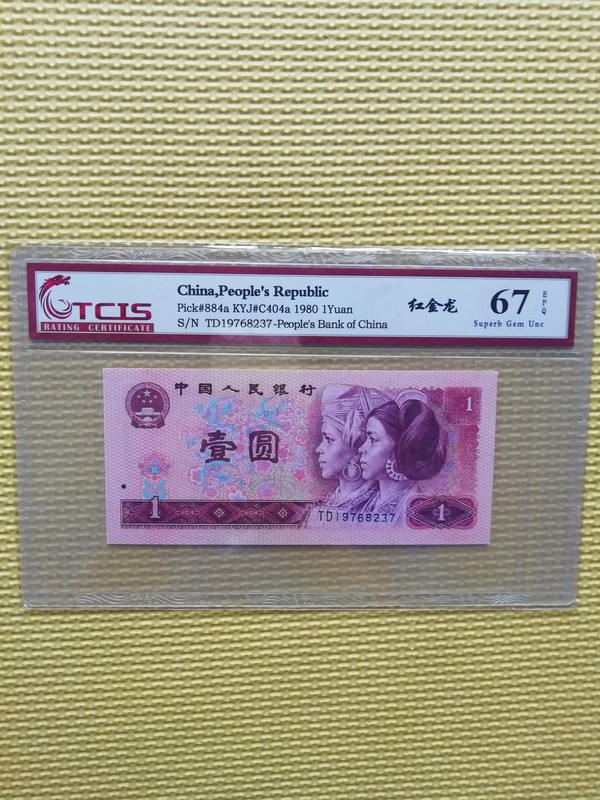 TCIS
RATING CERTIFICATE
China,People's Republic
Pick#884a KYJ#C404a 1980 1Yuan
S/N TD19768237-People's Bank of China
红金龙
67 EPQ
Superb Gem Unc
中国人民银行
壹圆
1
1
TD19768237
1